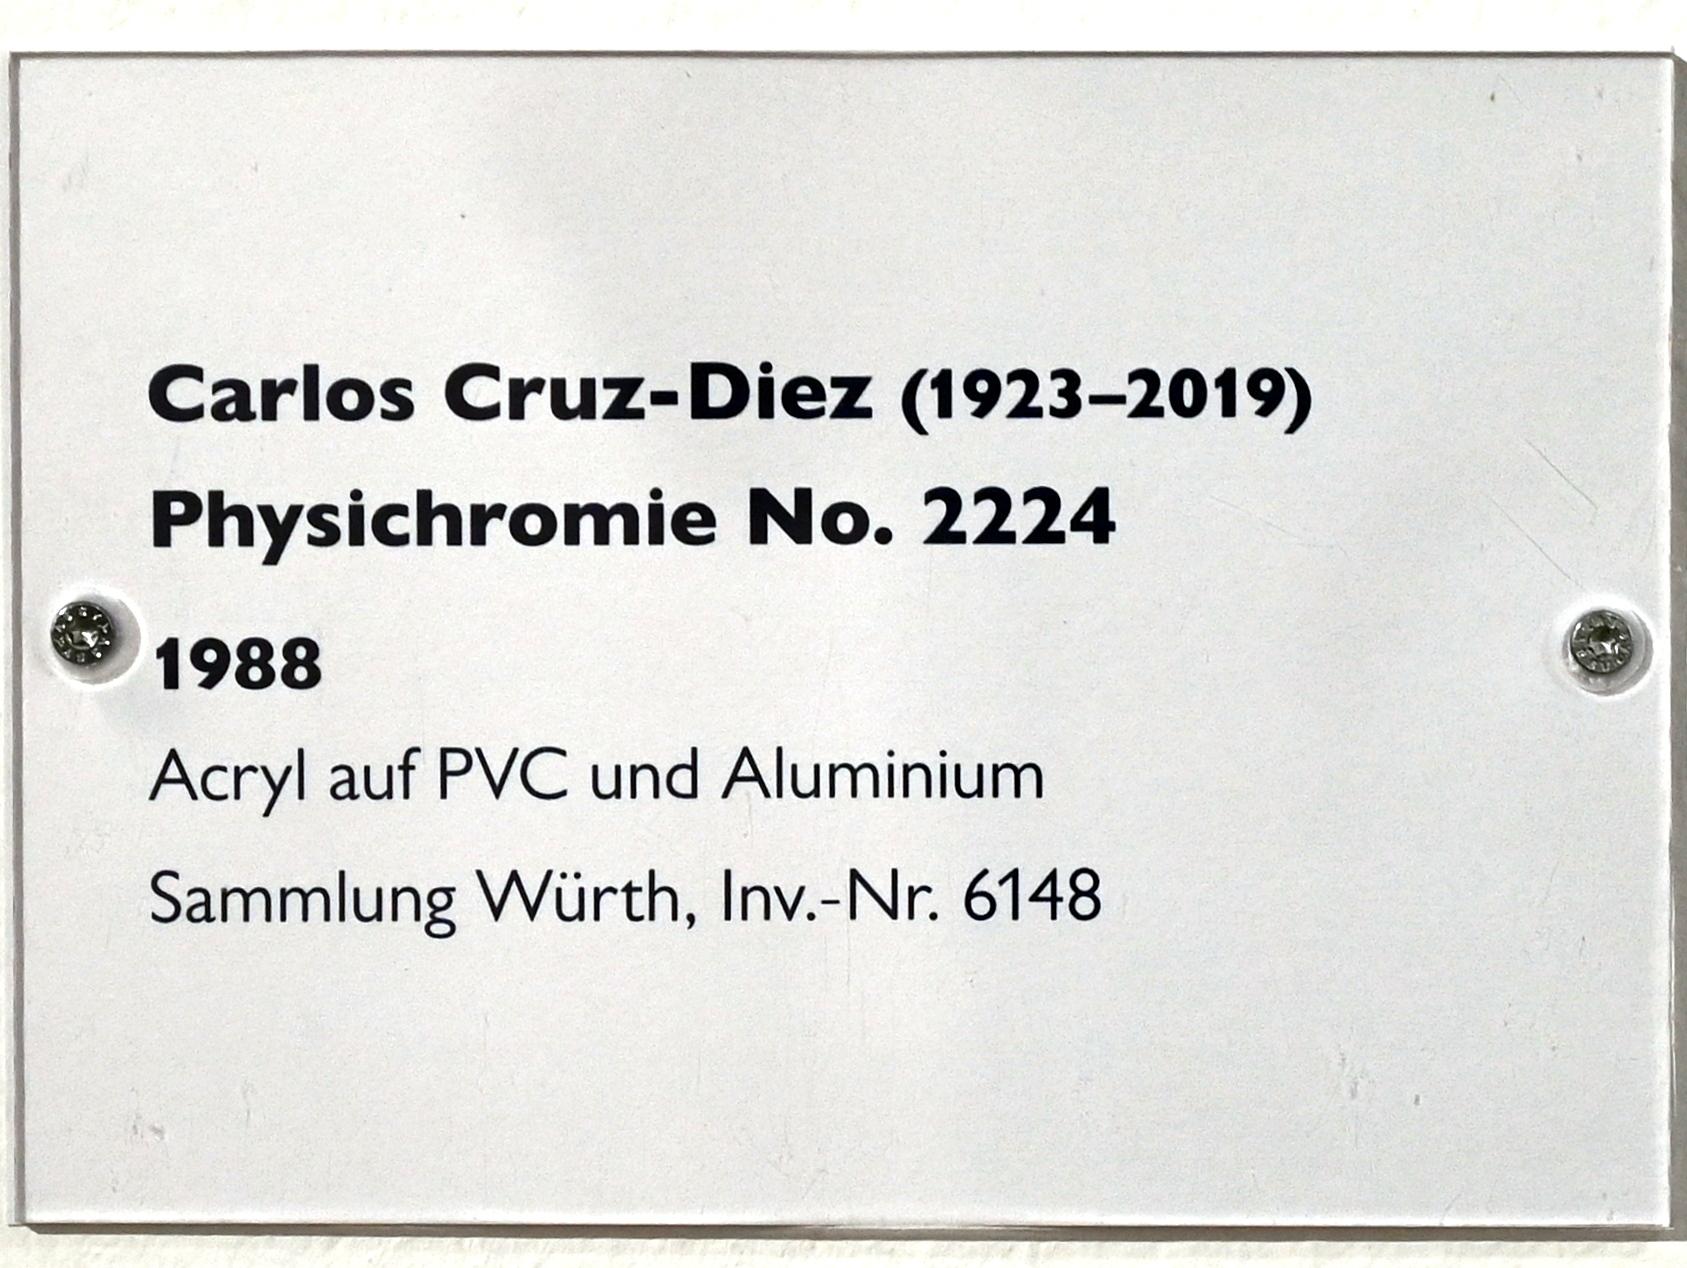 Carlos Cruz-Diez (1923–2019)
Physichromie No. 2224
1988
Acryl auf PVC und Aluminium
Sammlung Würth, Inv.-Nr. 6148